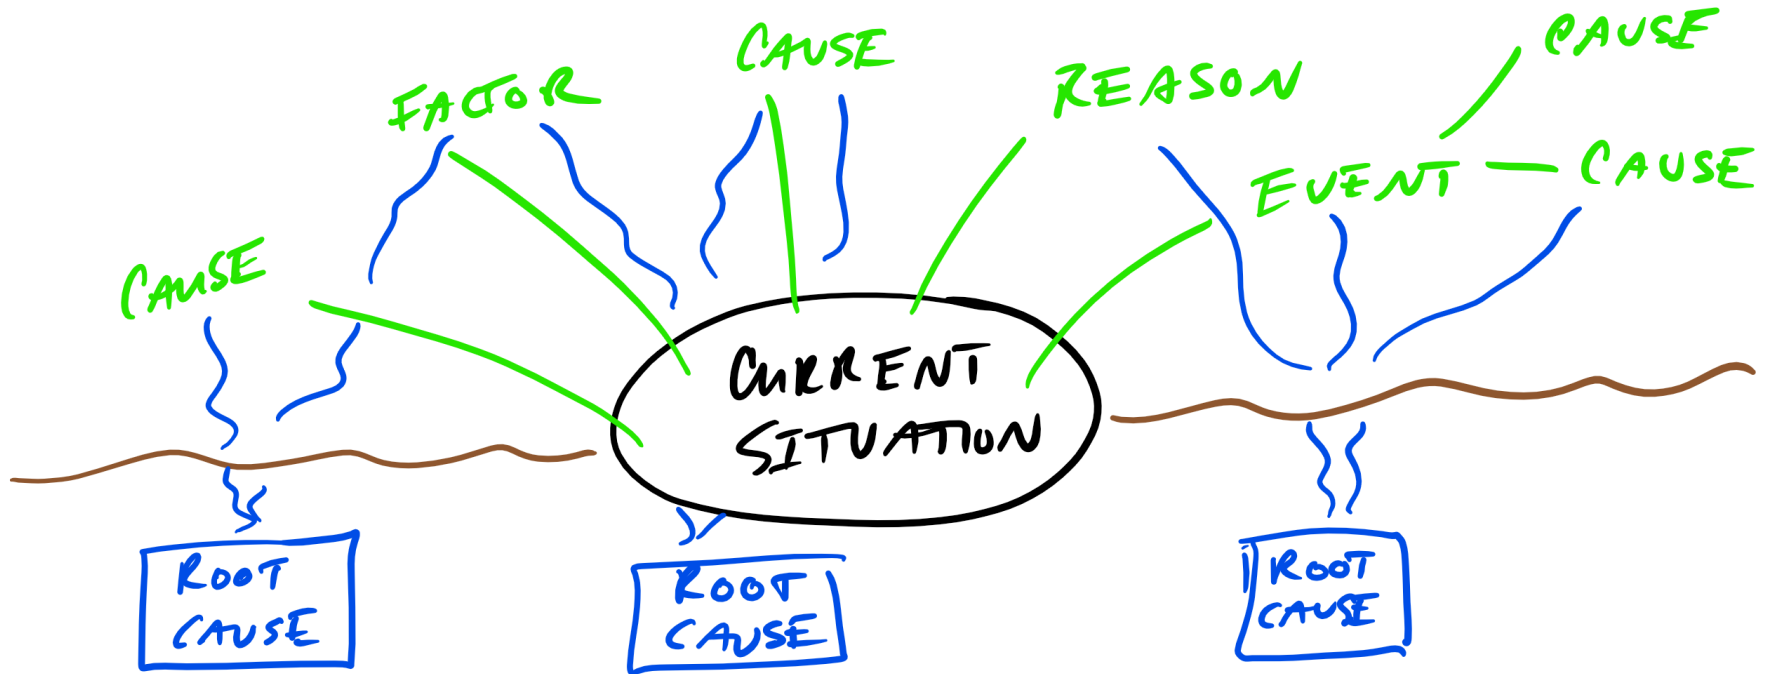 CAUSE
FACTOR
CAUSE
REASON
CAUSE
EVENT
CAUSE
CURRENT
SITUATION
ROOT
CAUSE
ROOT
CAUSE
ROOT
CAUSE